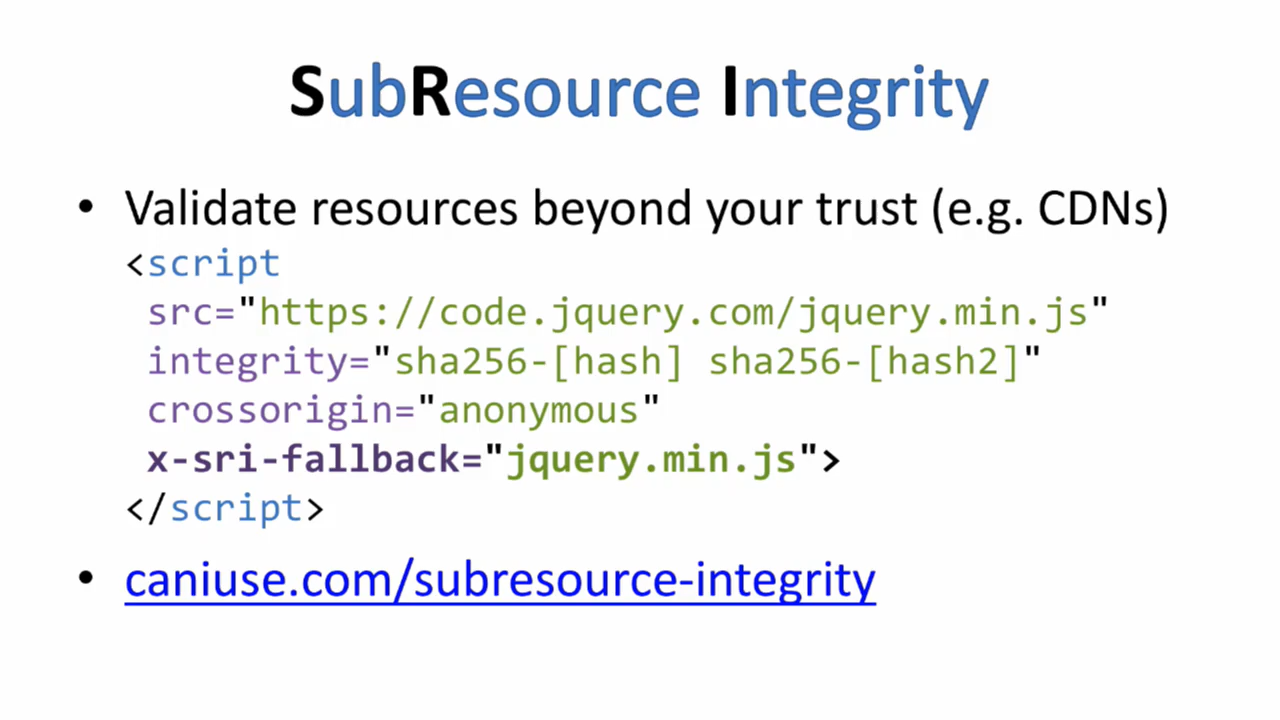 SubResource Integrity
• Validate resources beyond your trust (e.g. CDNs)
<script
src="https://code.jquery.com/jquery.min.js"
integrity="sha256-[hash] sha256-[hash2]"
crossorigin="anonymous"
x-sri-fallback="jquery.min.js">
</script>
• caniuse.com/subresource-integrity